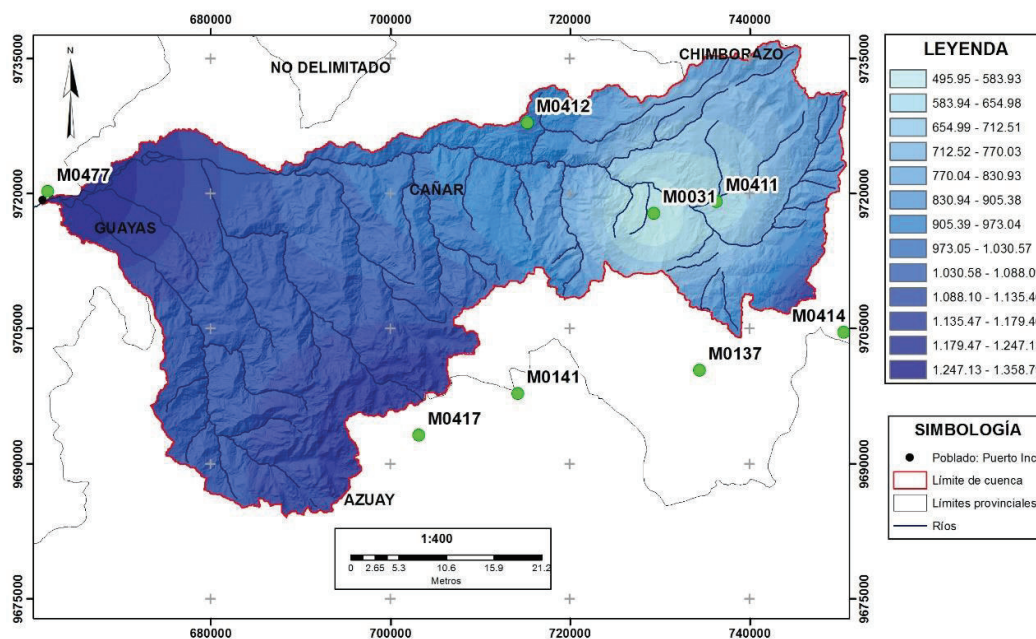 680000 700000 720000 740000
N
NO DELIMITADO
CHIMBORAZO
M0412
M0477
CAÑAR
M0411
M0031
GUAYAS
M0414
M0137
M0141
M0417
AZUAY
9735000
9720000
9705000
9690000
9675000
9735000
9720000
9705000
9690000
9675000
1:400
0 2.65 5.3 10.6 15.9 21.2
Metros
680000 700000 720000 740000
LEYENDA
495.95 - 583.93
583.94 - 654.98
654.99 - 712.51
712.52 - 770.03
770.04 - 830.93
830.94 - 905.38
905.39 - 973.04
973.05 - 1.030.57
1.030.58 - 1.088.0
1.088.10 - 1.135.4
1.135.47 - 1.179.4
1.179.47 - 1.247.1
1.247.13 - 1.358.7
SIMBOLOGÍA
Poblado: Puerto Inc
Límite de cuenca
Límites provinciales
Ríos